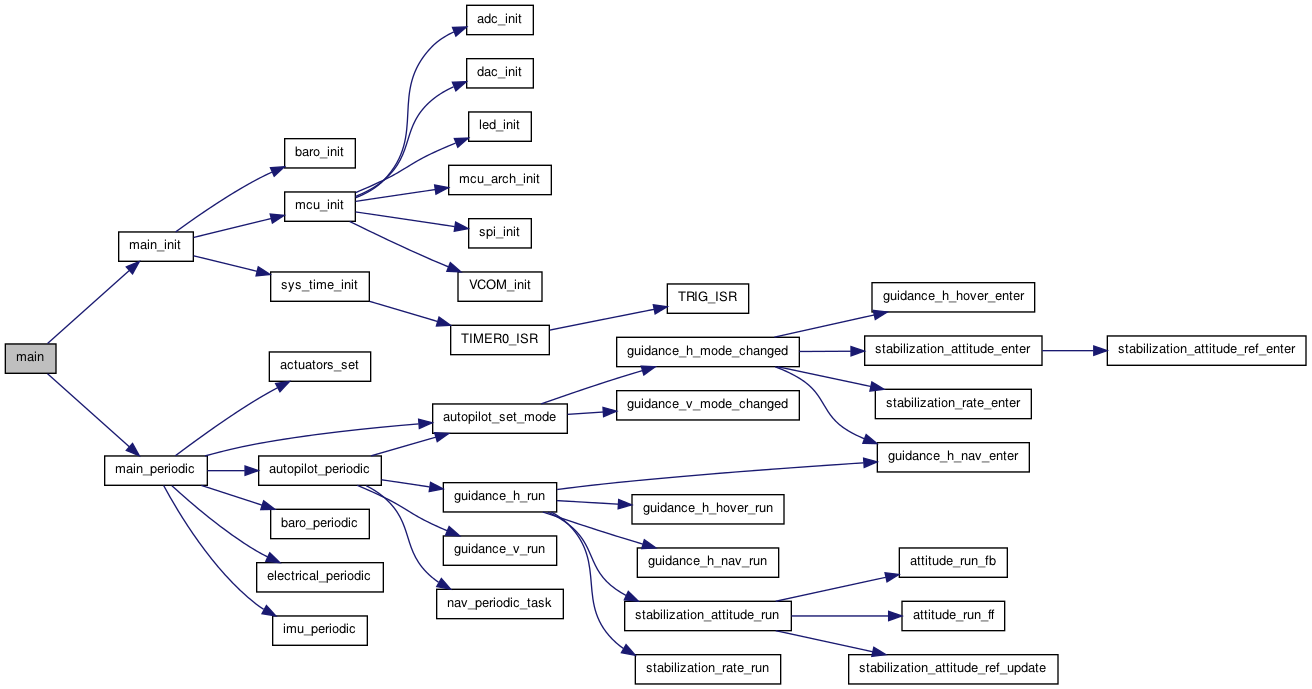 adc_init
dac_init
led_init
baro_init
mcu_arch_init
mcu_init
spi_init
main_init
sys_time_init
VCOM_init
TRIG_ISR
guidance_h_hover_enter
TIMER0_ISR
main
guidance_h_mode_changed
stabilization_attitude_enter
stabilization_attitude_ref_enter
actuators_set
guidance_v_mode_changed
stabilization_rate_enter
autopilot_set_mode
guidance_h_nav_enter
main_periodic
autopilot_periodic
guidance_h_run
guidance_h_hover_run
baro_periodic
guidance_v_run
guidance_h_nav_run
attitude_run_fb
electrical_periodic
nav_periodic_task
stabilization_attitude_run
attitude_run_ff
imu_periodic
stabilization_rate_run
stabilization_attitude_ref_update